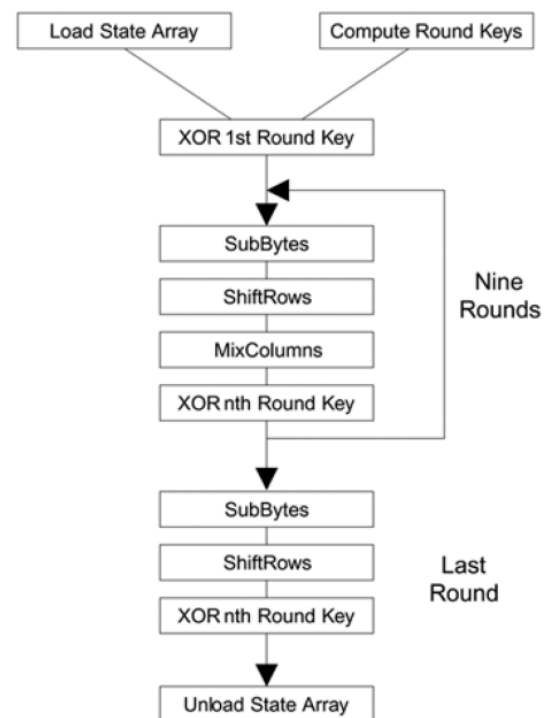 Load State Array
Compute Round Keys
XOR 1st Round Key
SubBytes
ShiftRows
MixColumns
XOR nth Round Key
Nine
Rounds
SubBytes
ShiftRows
XOR nth Round Key
Last
Round
Unload State Array